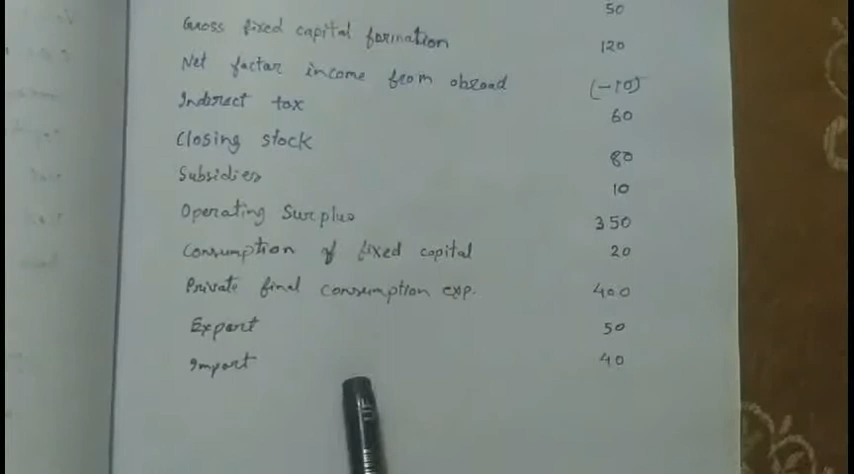 50
Gross fixed capital formation 120
Net factor income from obroad (-10)
Indirect tax 60
Closing stock 80
Subsidies 10
Operating Surplus 350
Consumption of fixed capital 20
Private final consumption exp. 400
Export 50
Import 40